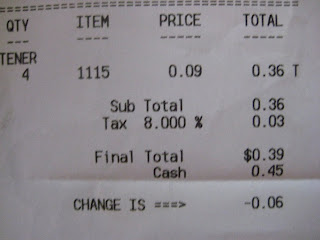 QTY ITEM PRICE TOTAL
--- ---- ----- -----
TENER
4 1115 0.09 0.36 T
Sub Total 0.36
Tax 8.000 % 0.03
Final Total $0.39
Cash 0.45
CHANGE IS ===> -0.06